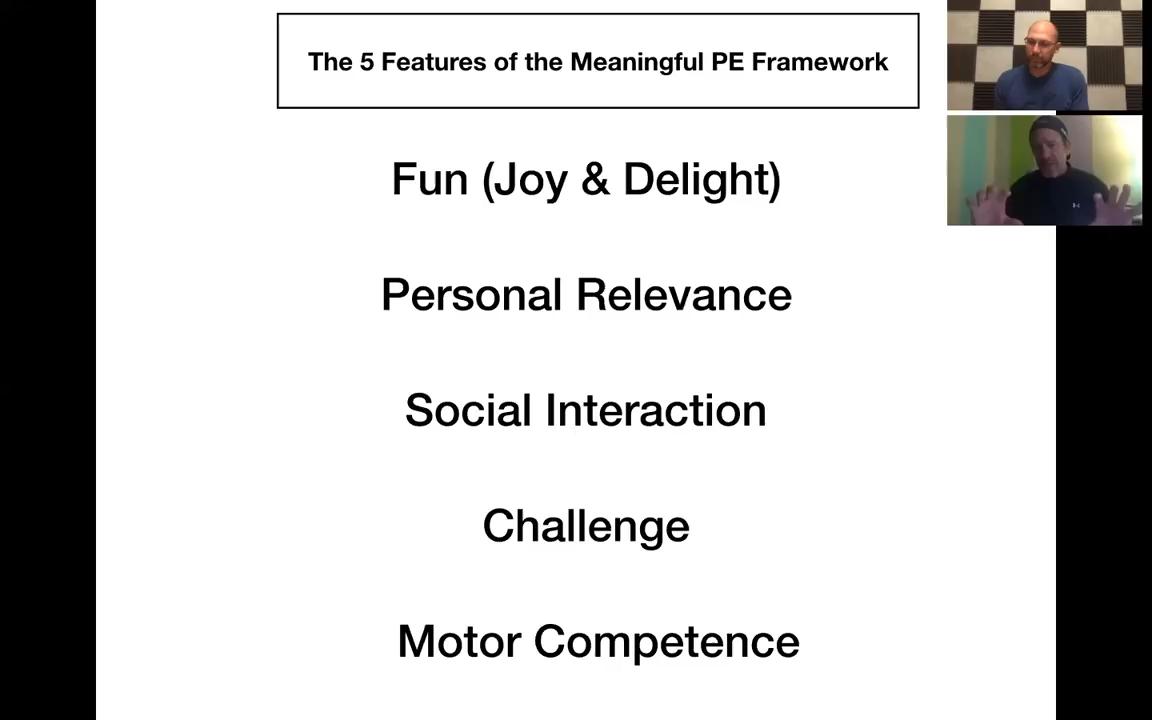 The 5 Features of the Meaningful PE Framework
Fun (Joy & Delight)
Personal Relevance
Social Interaction
Challenge
Motor Competence